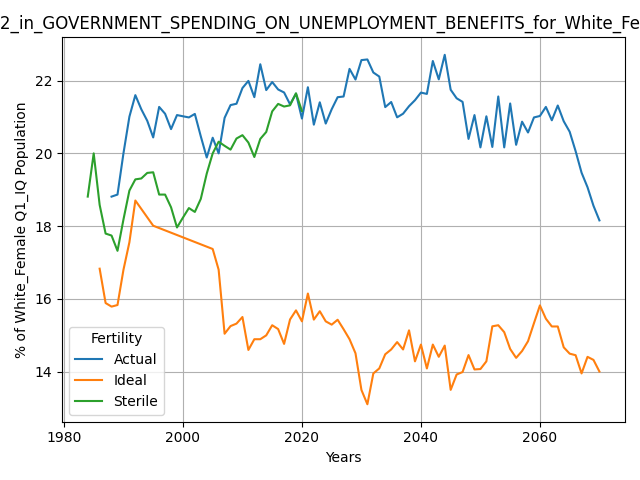 2_in_GOVERNMENT_SPENDING_ON_UNEMPLOYMENT_BENEFITS_for_White_Fe
% of White_Female Q1_IQ Population
22
20
18
16
14
Fertility
Actual
Ideal
Sterile
1980
2000
2020
2040
2060
Years